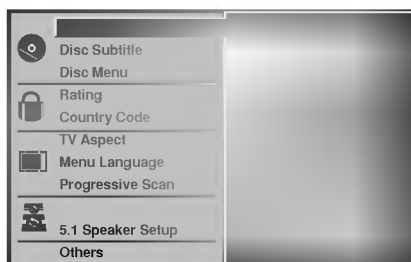 Disc Subtitle
Disc Menu
Rating
Country Code
TV Aspect
Menu Language
Progressive Scan
5.1 Speaker Setup
Others